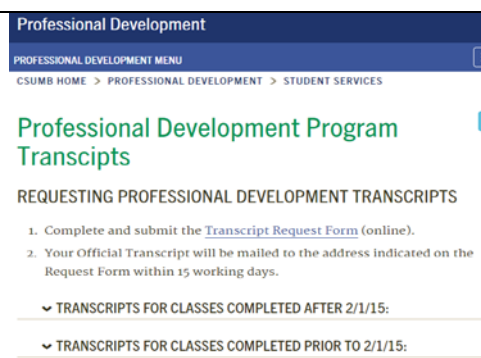 Professional Development
PROFESSIONAL DEVELOPMENT MENU
CSUMB HOME > PROFESSIONAL DEVELOPMENT > STUDENT SERVICES
Professional Development Program
Transcipts
REQUESTING PROFESSIONAL DEVELOPMENT TRANSCRIPTS
1. Complete and submit the Transcript Request Form (online).
2. Your Official Transcript will be mailed to the address indicated on the
Request Form within 15 working days.
TRANSCRIPTS FOR CLASSES COMPLETED AFTER 2/1/15:
TRANSCRIPTS FOR CLASSES COMPLETED PRIOR TO 2/1/15: